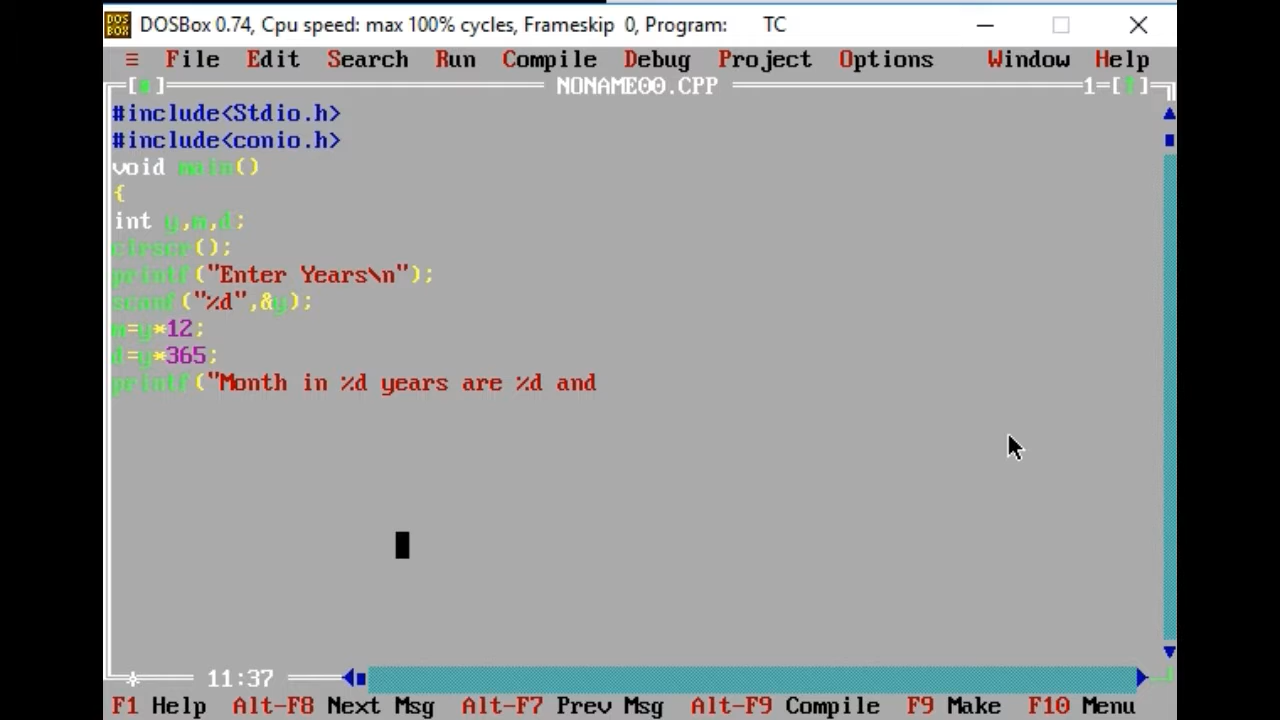 DOSBox 0.74, Cpu speed: max 100% cycles, Frameskip 0, Program: TC
File Edit Search Run Compile Debug Project Options Window Help
NONAME00.CPP 1
#include<Stdio.h>
#include<conio.h>
void main()
{
int y,m,d;
();
printf("Enter Years\n");
scanf("%d",&y);
m=y*12;
d=y*365;
printf("Month in %d years are %d and
11:37
F1 Help Alt-F8 Next Msg Alt-F7 Prev Msg Alt-F9 Compile F9 Make F10 Menu